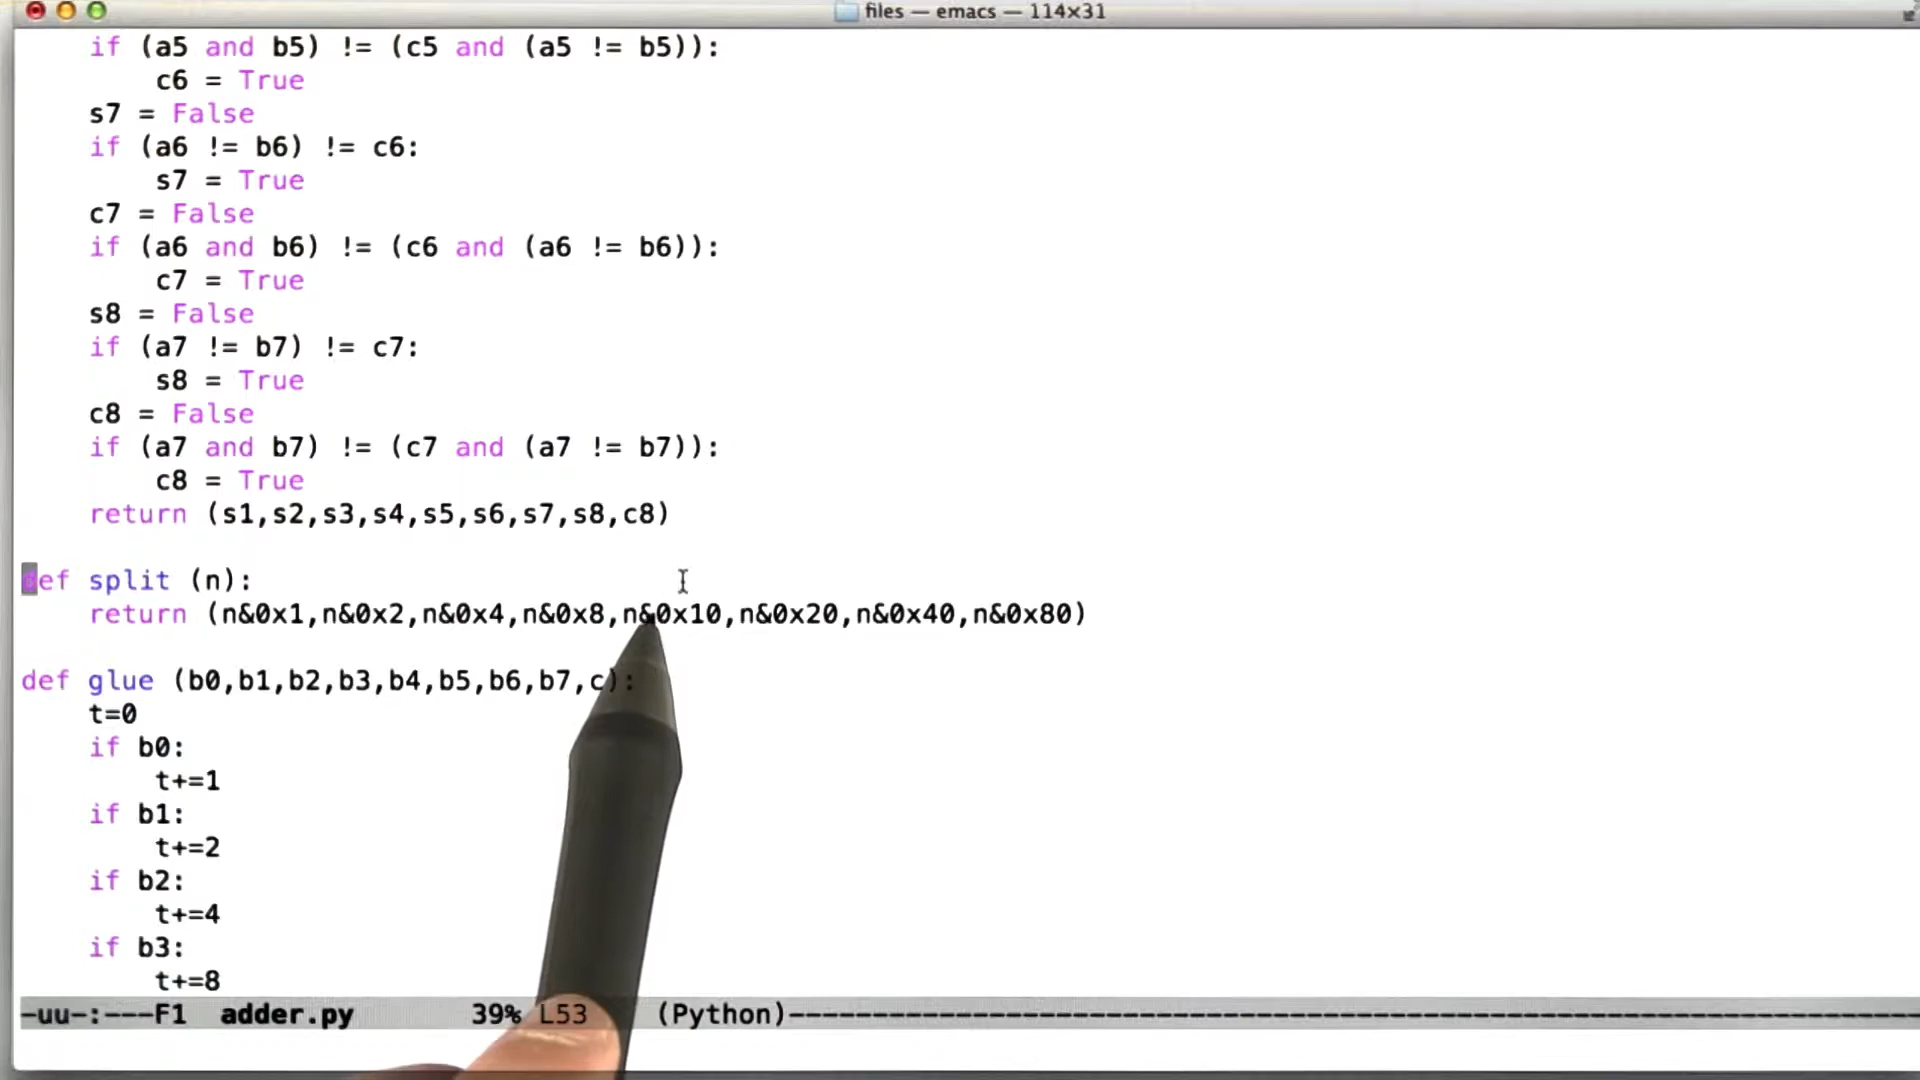 files — emacs — 114×31
if (a5 and b5) != (c5 and (a5 != b5)):
c6 = True
s7 = False
if (a6 != b6) != c6:
s7 = True
c7 = False
if (a6 and b6) != (c6 and (a6 != b6)):
c7 = True
s8 = False
if (a7 != b7) != c7:
s8 = True
c8 = False
if (a7 and b7) != (c7 and (a7 != b7)):
c8 = True
return (s1,s2,s3,s4,s5,s6,s7,s8,c8)
def split (n):
return (n&0x1,n&0x2,n&0x4,n&0x8,n&0x10,n&0x20,n&0x40,n&0x80)
def glue (b0,b1,b2,b3,b4,b5,b6,b7,c):
t=0
if b0:
t+=1
if b1:
t+=2
if b2:
t+=4
if b3:
t+=8
-uu-:---F1 adder.py 39% L53 (Python)--------------------------------------------------------------------